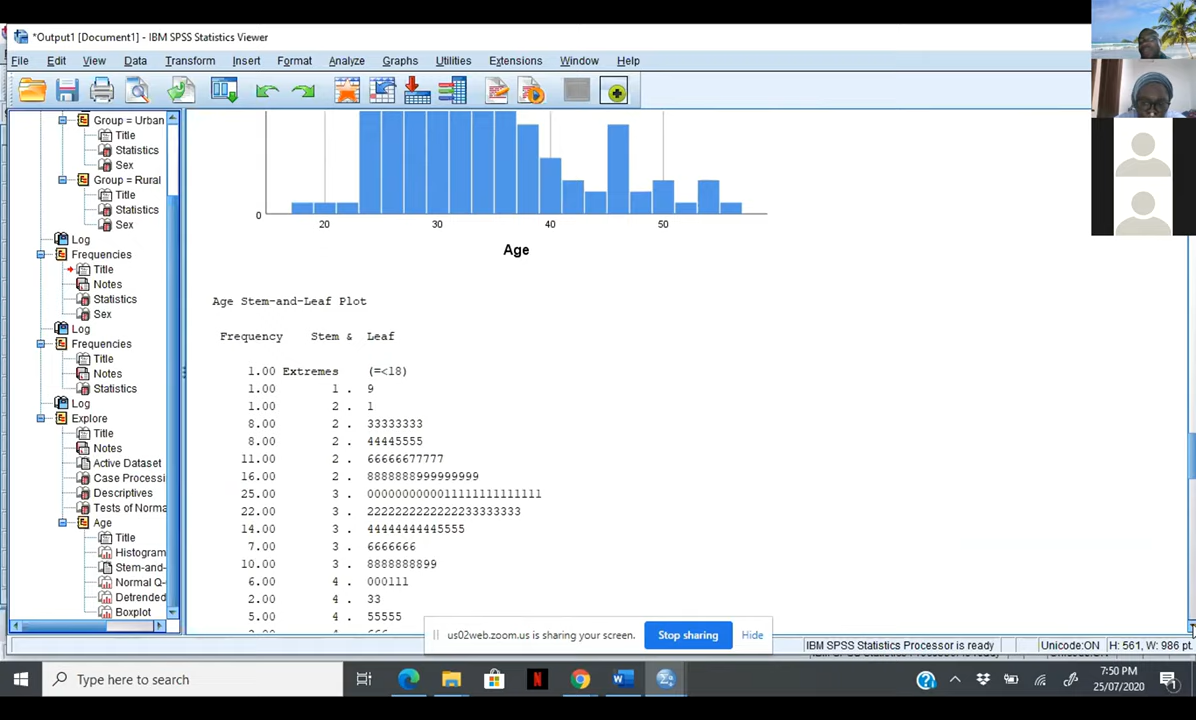 *Output1 [Document1] - IBM SPSS Statistics Viewer
File Edit View Data Transform Insert Format Analyze Graphs Utilities Extensions Window Help
Group = Urban
Title
Statistics
Sex
Group = Rural
Title
Statistics
Sex
Log
Frequencies
Title
Notes
Statistics
Sex
Log
Frequencies
Title
Statistics
Log
Explore
Title
Notes
Active Dataset
Case Processi
Descriptives
Tests of Norma
Age
Title
Histogram
Stem-and-
Normal Q-
Detrended
Boxplot
0
20 30 40 50
Age
Age Stem-and-Leaf Plot
Frequency Stem & Leaf
1.00 Extremes (=<18)
1.00 1 . 9
1.00 2 . 1
8.00 2 . 33333333
8.00 2 . 44445555
11.00 2 . 66666677777
16.00 2 . 8888888999999999
25.00 3 . 0000000000011111111111111
22.00 3 . 2222222222222233333333
14.00 3 . 44444444445555
7.00 3 . 6666666
10.00 3 . 8888888899
6.00 4 . 000111
2.00 4 . 33
5.00 4 . 55555
us02web.zoom.us is sharing your screen. Stop sharing Hide
IBM SPSS Statistics Processor is ready Unicode:ON H: 561, W: 986 pt.
Type here to search
7:50 PM
25/07/2020